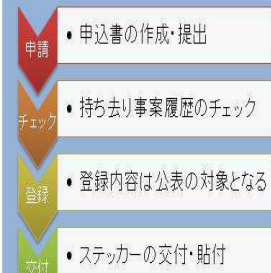 申請
・申込書の作成・提出
チェック
・持ち去り事案履歴のチェック
登録
・登録内容は公表の対象となる
交付
・ステッカーの交付・貼付